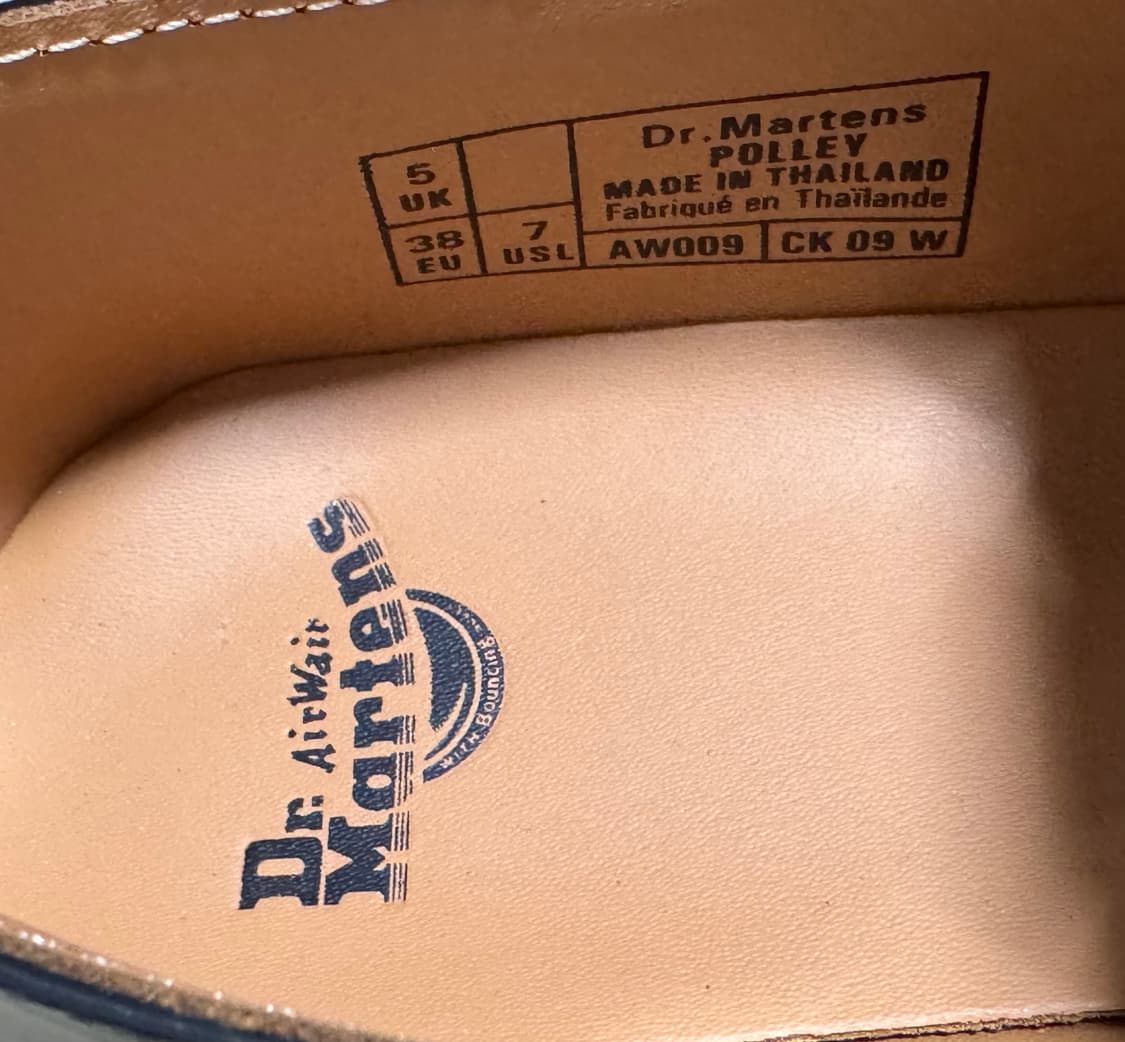 5
UK
38
EU
7
USL
Dr.Martens
POLLEY
MADE IN THAILAND
Fabriqué en Thaïlande
AW009
CK 09 W
Dr. AirWair
Martens
WITH Bouncing